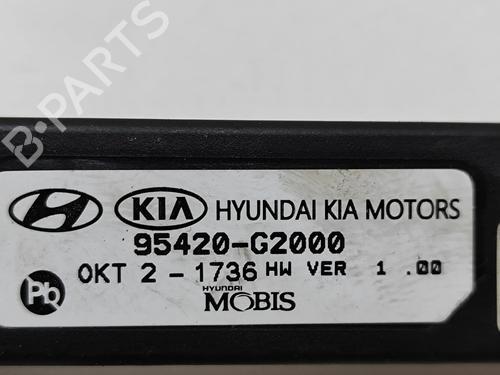 B-PARTS
KIA HYUNDAI KIA MOTORS
95420-G2000
Pb OKT 2 - 1736 HW VER 1 .00
HYUNDAI
MOBIS